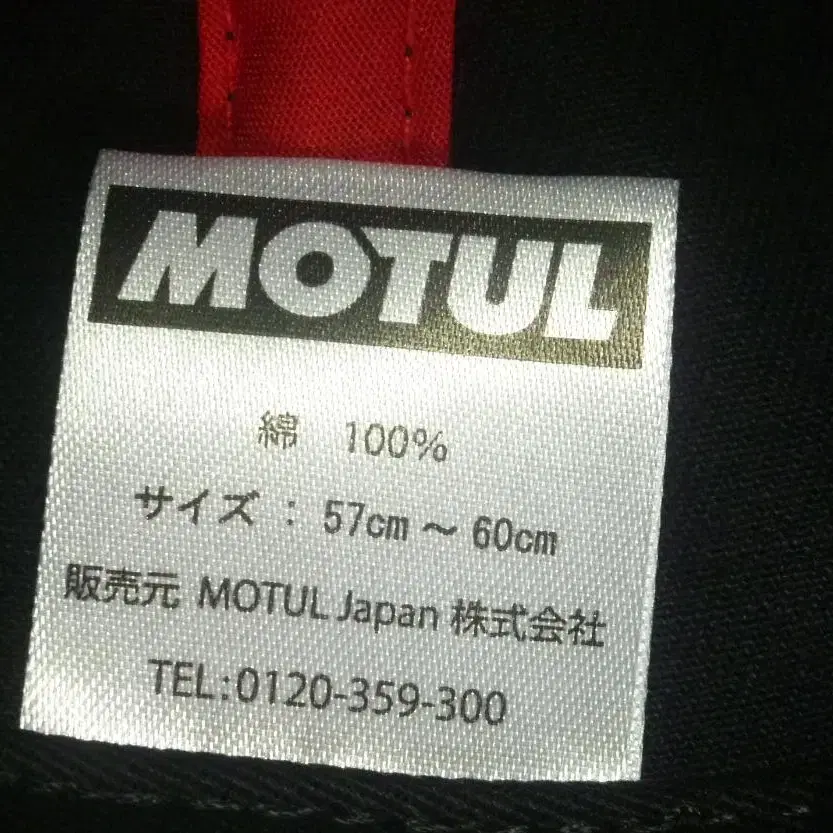 MOTUL
綿 100%
サイズ : 57cm ～ 60cm
販売元 MOTUL Japan 株式会社
TEL:0120-359-300